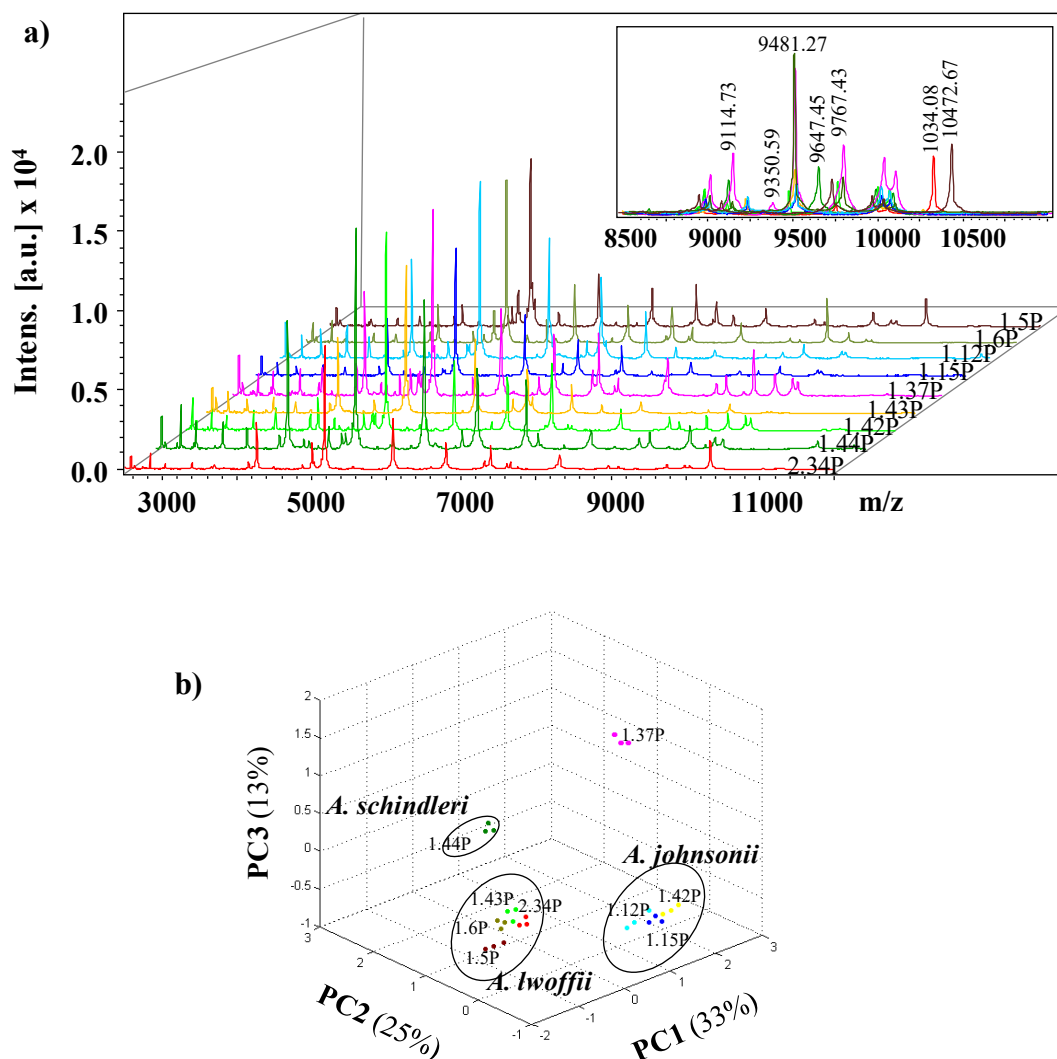 a)
Intens. [a.u.] x 10⁴
2.0
1.5
1.0
0.5
0.0
3000 5000 7000 9000 11000 m/z
1.5P
1.6P
1.12P
1.15P
1.37P
1.43P
1.42P
1.44P
2.34P
9114.73
9350.59
9481.27
9647.45
9767.43
1034.08
10472.67
8500 9000 9500 10000 10500
b)
PC3 (13%)
2
1.5
1
0.5
0
-0.5
-1
3
2
1
0
-1
PC2 (25%)
-2
-1
0
1
2
3
PC1 (33%)
1.37P
A. schindleri
1.44P
A. johnsonii
1.42P
1.12P
1.15P
1.43P
2.34P
1.6P
1.5P
A. lwoffii